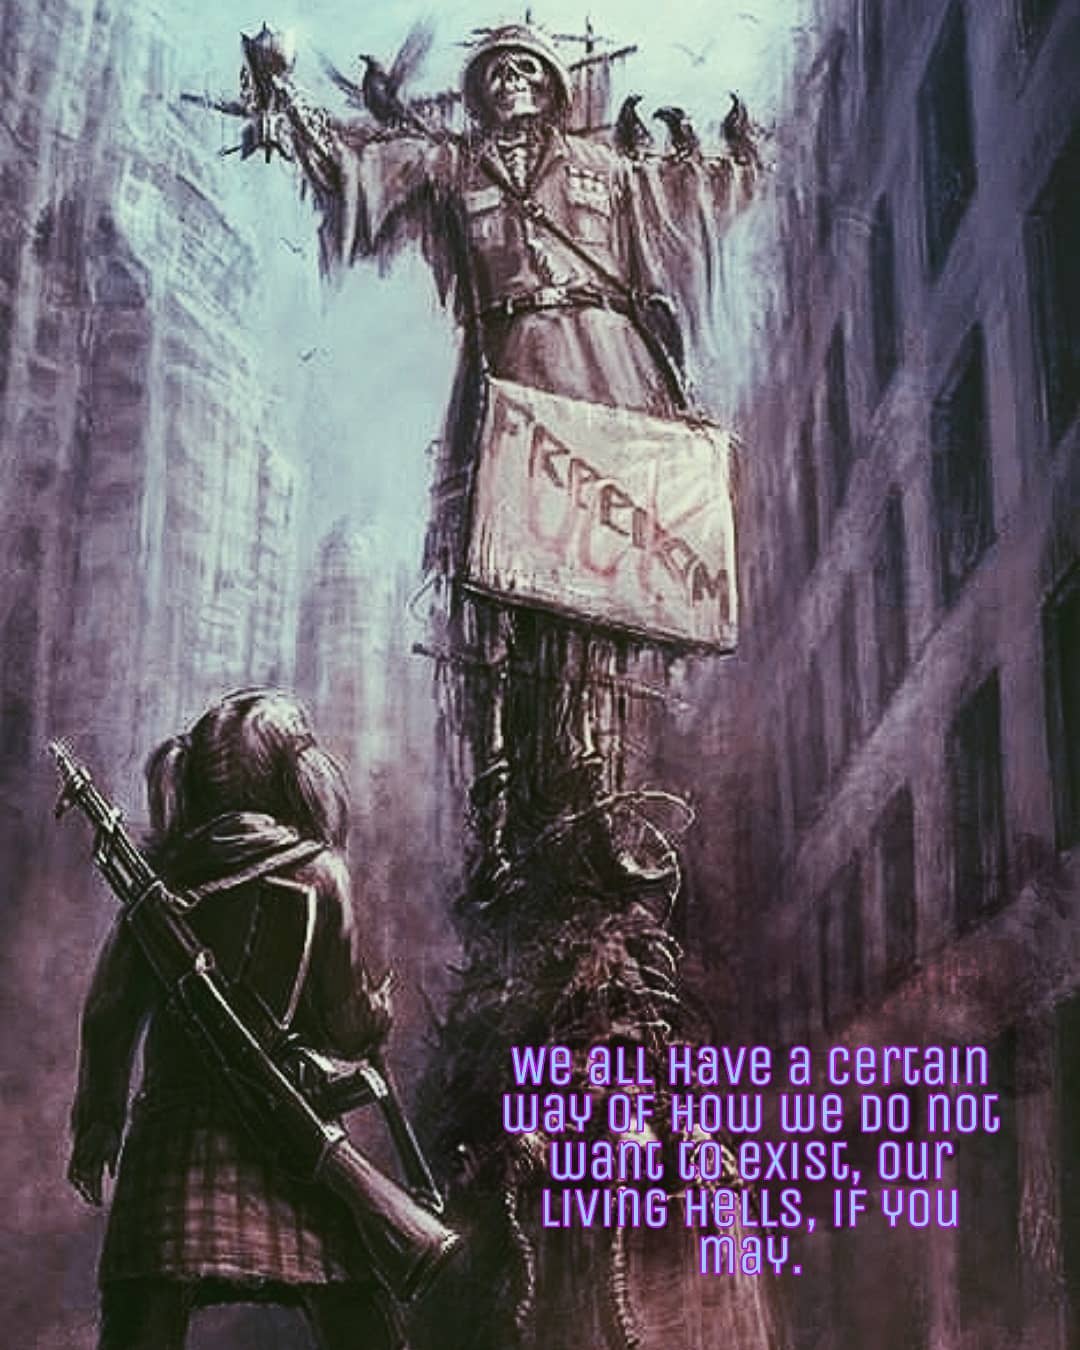 FREEDOM
we all have a certain
way of how we do not
want to exist, our
living hells, if you
may.